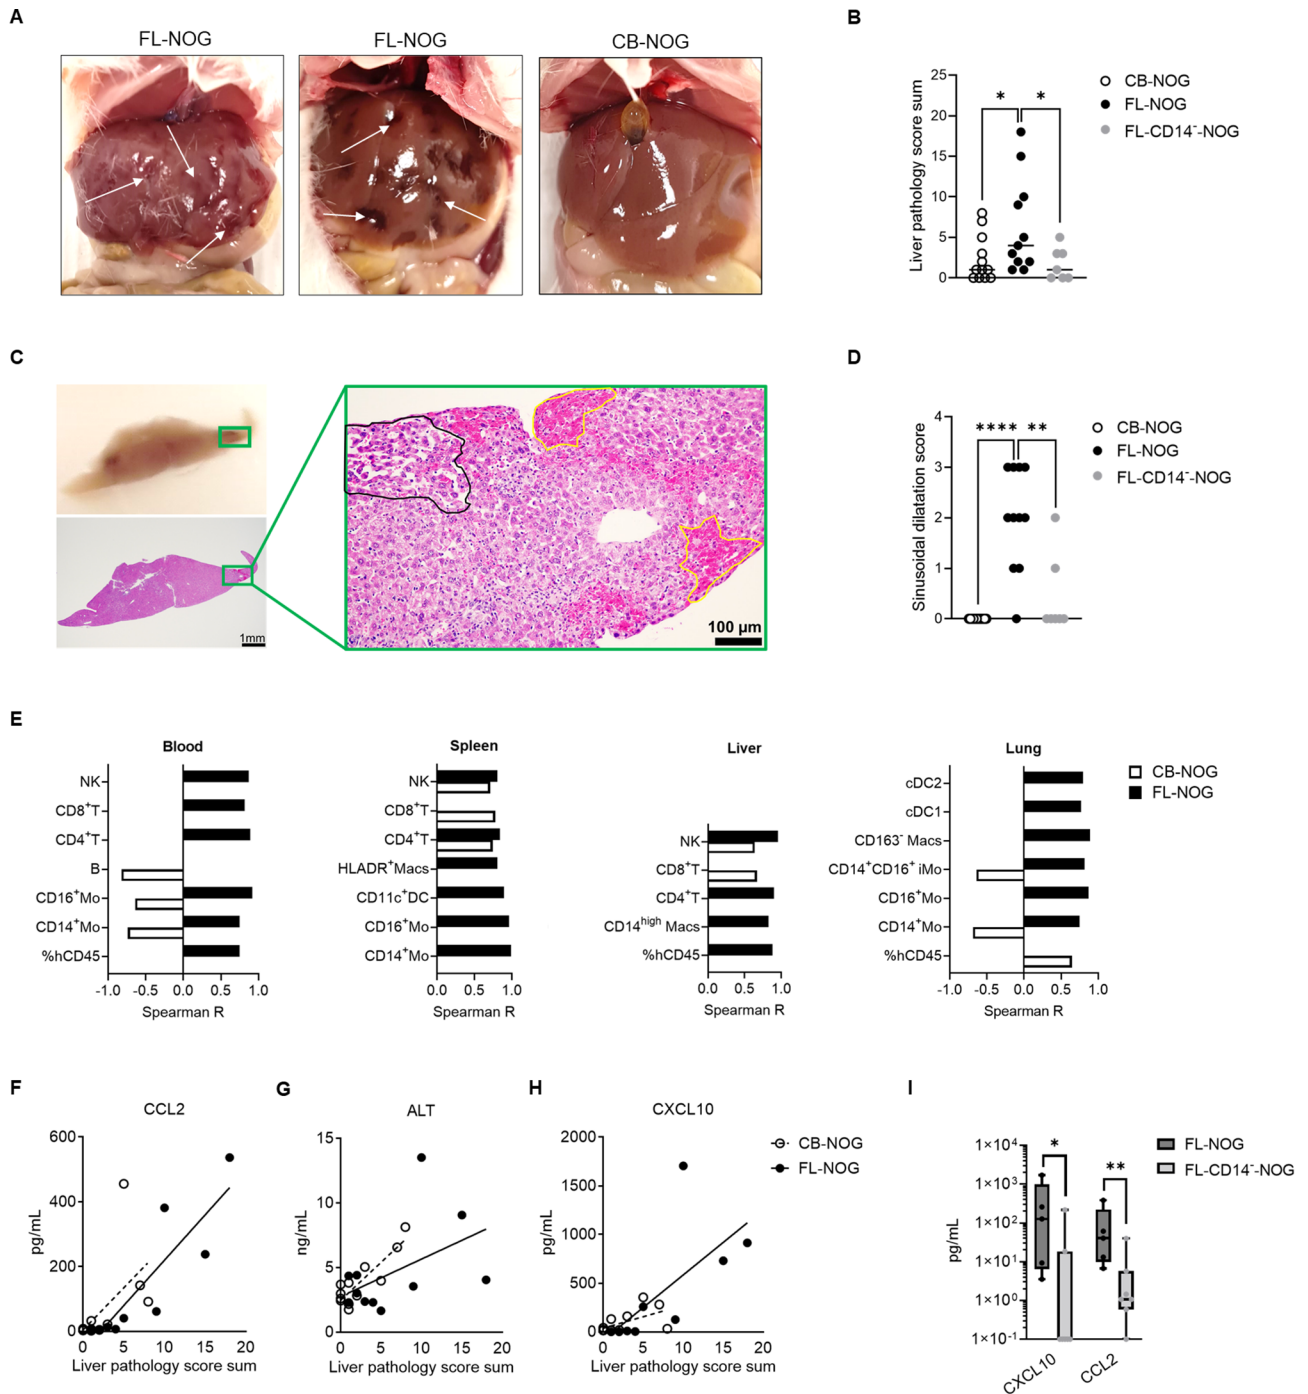 A
FL-NOG
FL-NOG
CB-NOG
B
Liver pathology score sum
25
20
15
10
5
0
*
*
CB-NOG
FL-NOG
FL-CD14⁻-NOG
C
1mm
100 µm
D
Sinusoidal dilatation score
4
3
2
1
0
****
**
CB-NOG
FL-NOG
FL-CD14⁻-NOG
E
Blood
NK
CD8⁺T
CD4⁺T
B
CD16⁺Mo
CD14⁺Mo
%hCD45
-1.0 -0.5 0.0 0.5 1.0
Spearman R
Spleen
NK
CD8⁺T
CD4⁺T
HLADR⁺Macs
CD11c⁺DC
CD16⁺Mo
CD14⁺Mo
0.0 0.5 1.0
Spearman R
Liver
NK
CD8⁺T
CD4⁺T
CD14ʰⁱᵍʰ Macs
%hCD45
0.0 0.5 1.0
Spearman R
Lung
cDC2
cDC1
CD163⁻ Macs
CD14⁺CD16⁺ iMo
CD16⁺Mo
CD14⁺Mo
%hCD45
-1.0 -0.5 0.0 0.5 1.0
Spearman R
CB-NOG
FL-NOG
F
CCL2
pg/mL
600
400
200
0
0 5 10 15 20
Liver pathology score sum
G
ALT
ng/mL
15
10
5
0
0 5 10 15 20
Liver pathology score sum
H
CXCL10
pg/mL
2000
1500
1000
500
0
0 5 10 15 20
Liver pathology score sum
CB-NOG
FL-NOG
I
pg/mL
1×10⁴
1×10³
1×10²
1×10¹
1×10⁰
1×10⁻¹
*
**
CXCL10
CCL2
FL-NOG
FL-CD14⁻-NOG